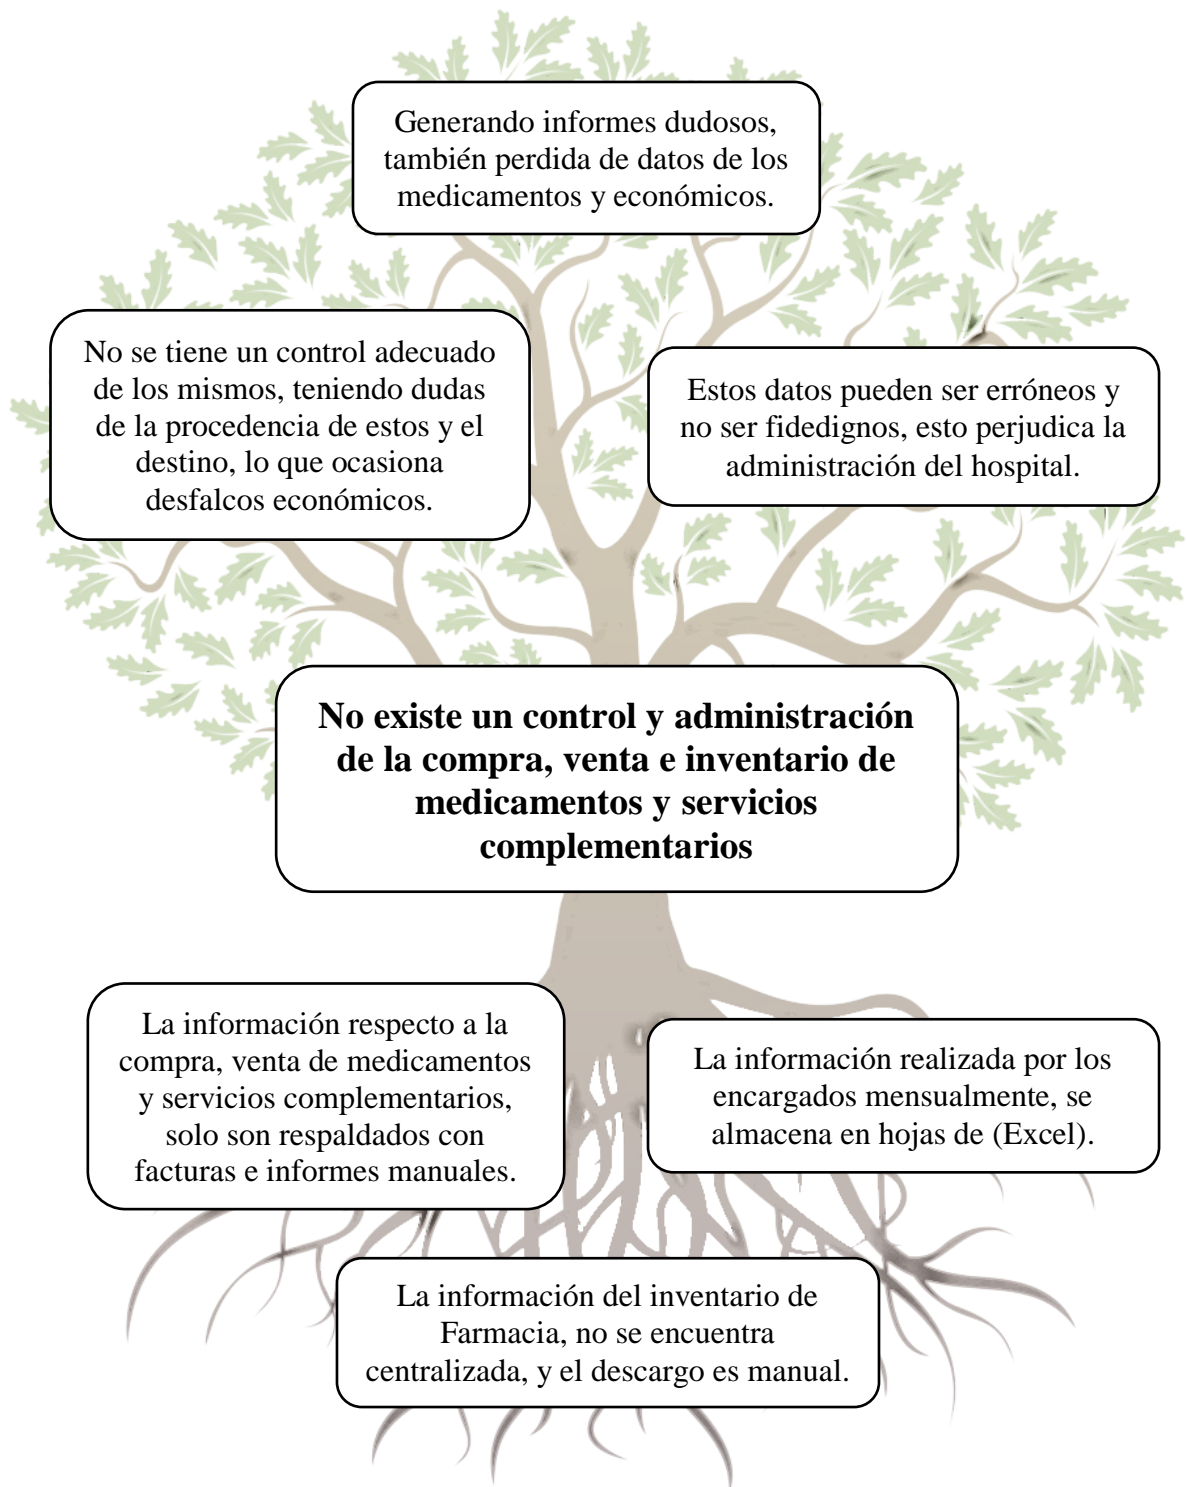 Generando informes dudosos,
también perdida de datos de los
medicamentos y económicos.
No se tiene un control adecuado
de los mismos, teniendo dudas
de la procedencia de estos y el
destino, lo que ocasiona
desfalcos económicos.
Estos datos pueden ser erróneos y
no ser fidedignos, esto perjudica la
administración del hospital.
No existe un control y administración
de la compra, venta e inventario de
medicamentos y servicios
complementarios
La información respecto a la
compra, venta de medicamentos
y servicios complementarios,
solo son respaldados con
facturas e informes manuales.
La información realizada por los
encargados mensualmente, se
almacena en hojas de (Excel).
La información del inventario de
Farmacia, no se encuentra
centralizada, y el descargo es manual.